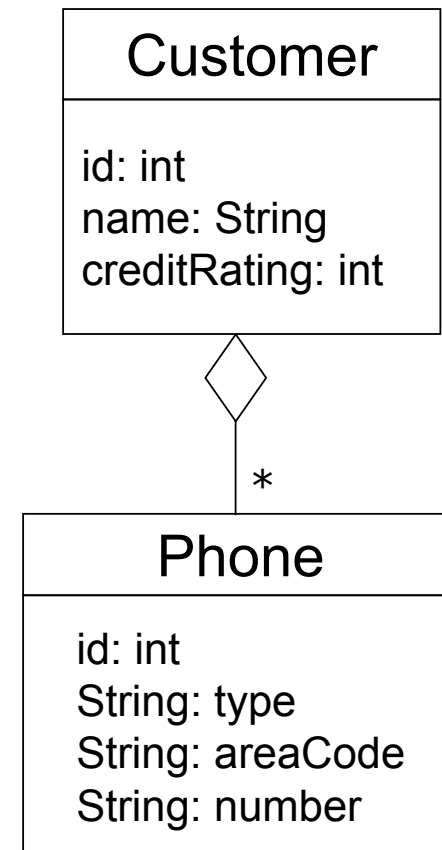 Customer
id: int
name: String
creditRating: int
*
Phone
id: int
String: type
String: areaCode
String: number